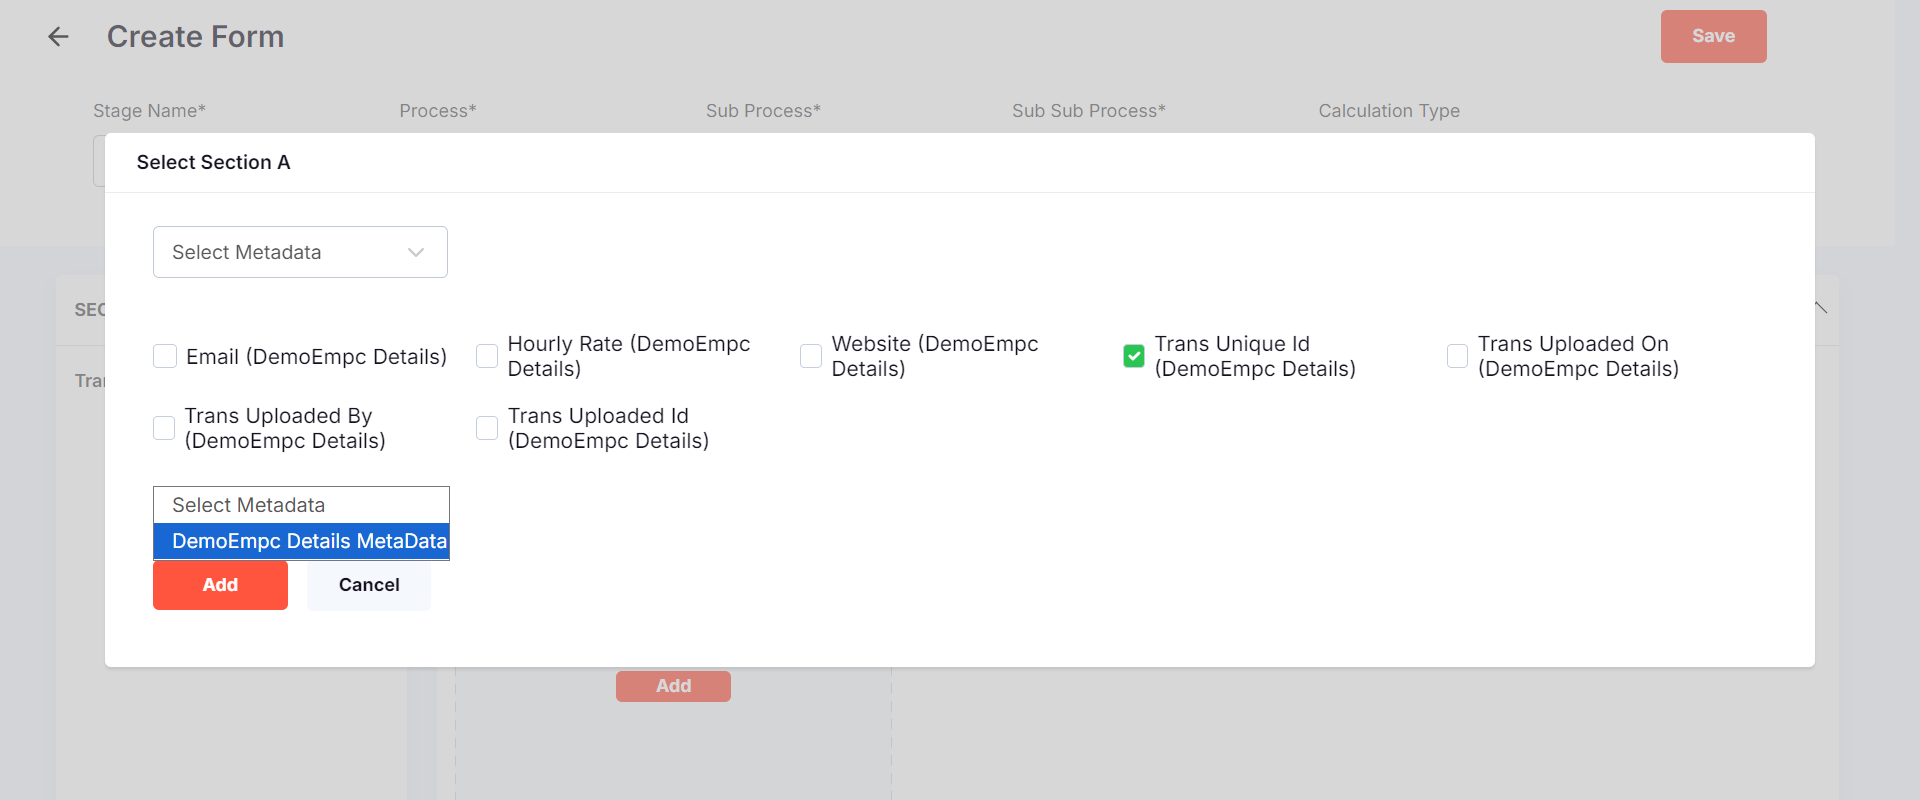 Create Form
Save
Stage Name*
Process*
Sub Process*
Sub Sub Process*
Calculation Type
Select Section A
Select Metadata
Email (DemoEmpc Details)
Hourly Rate (DemoEmpc
Details)
Website (DemoEmpc
Details)
Trans Unique Id
(DemoEmpc Details)
Trans Uploaded On
(DemoEmpc Details)
Trans Uploaded By
(DemoEmpc Details)
Trans Uploaded Id
(DemoEmpc Details)
Select Metadata
DemoEmpc Details MetaData
Add
Cancel
Add